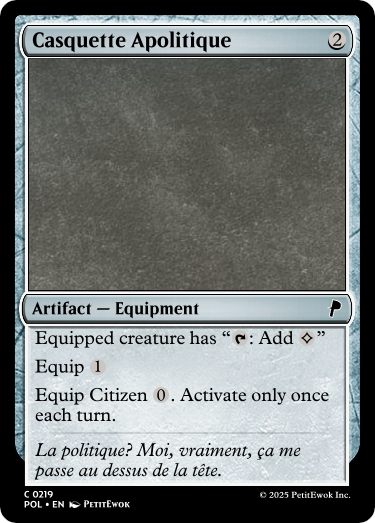 Casquette Apolitique 2
Artifact — Equipment
Equipped creature has “ : Add ”
Equip 1
Equip Citizen 0 . Activate only once
each turn.
La politique? Moi, vraiment, ça me
passe au dessus de la tête.
C 0219
POL • EN PetitEwok
© 2025 PetitEwok Inc.